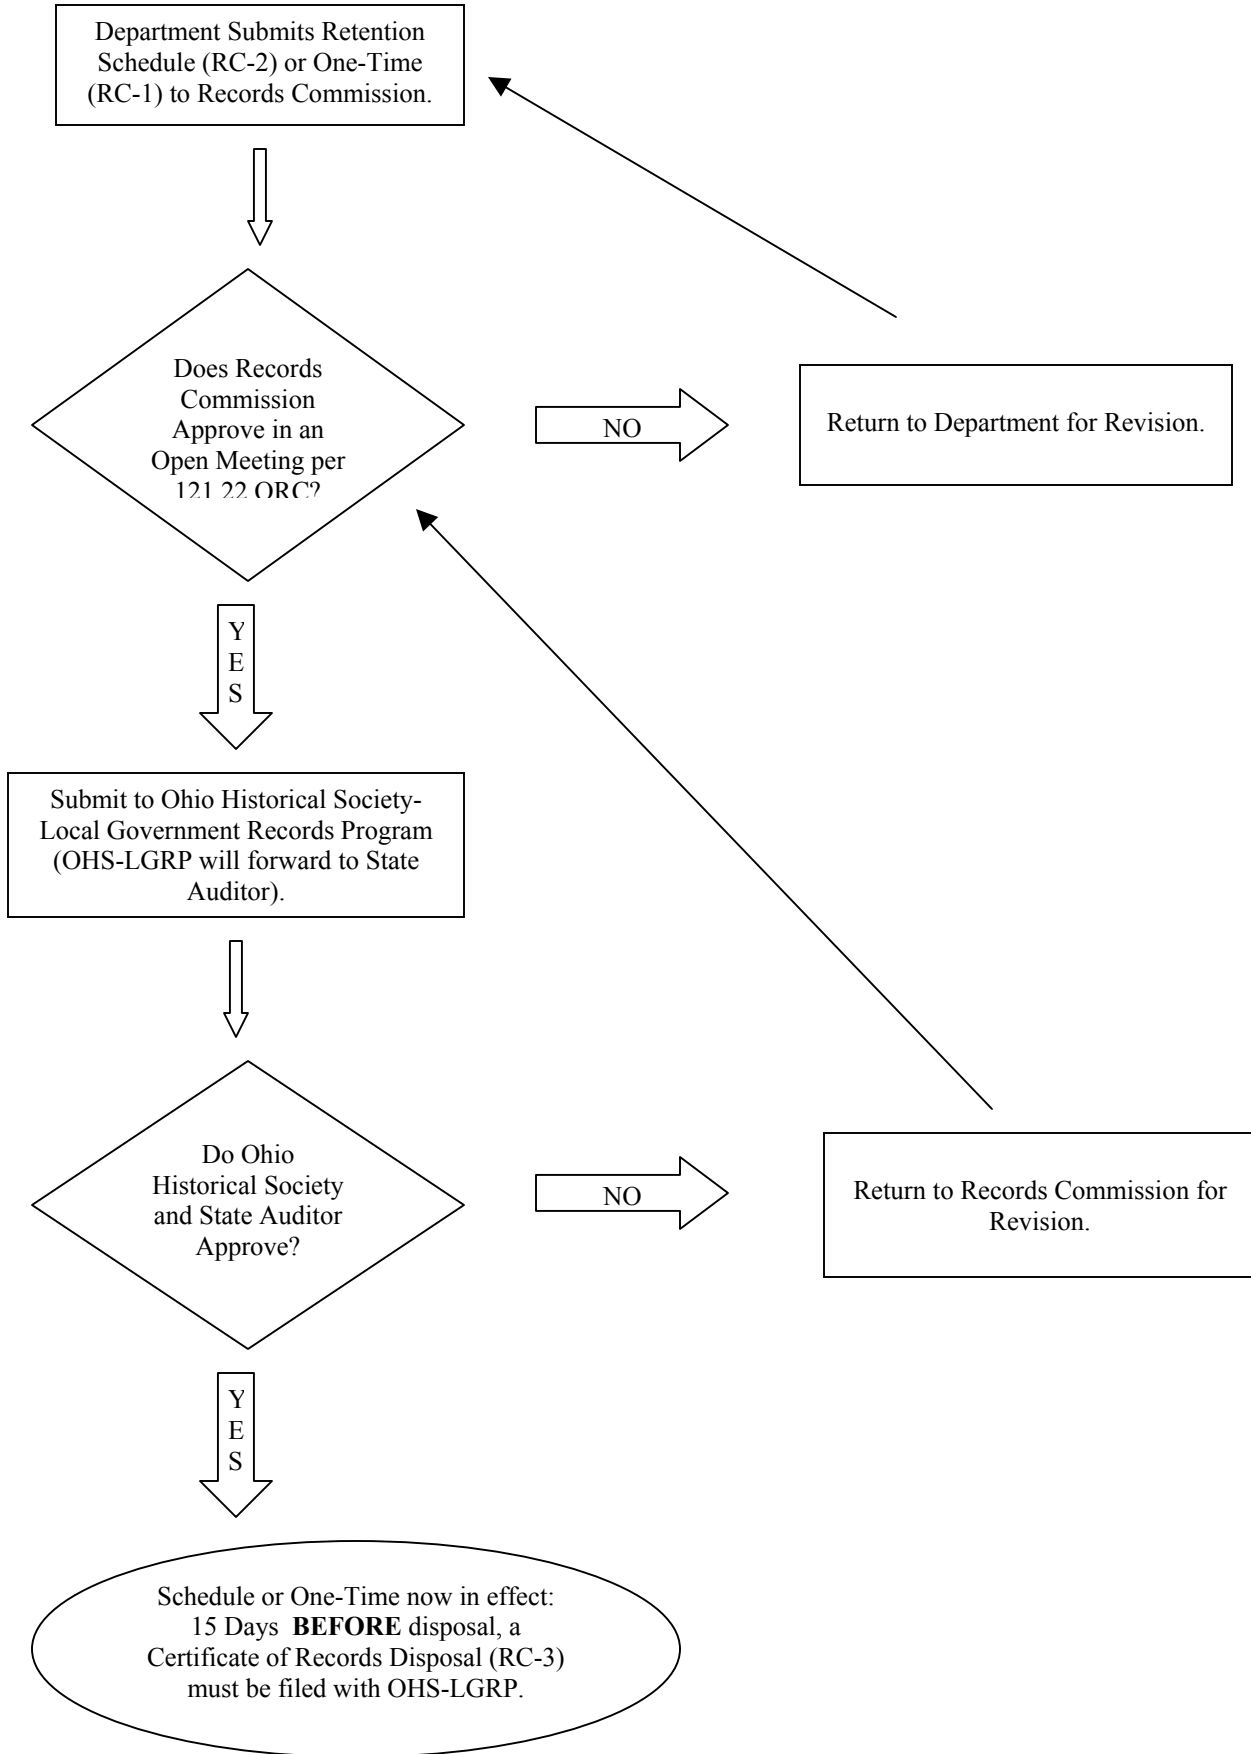 Department Submits Retention
Schedule (RC-2) or One-Time
(RC-1) to Records Commission.
Does Records
Commission
Approve in an
Open Meeting per
121.22 ORC?
NO
Return to Department for Revision.
Y
E
S
Submit to Ohio Historical Society-
Local Government Records Program
(OHS-LGRP will forward to State
Auditor).
Do Ohio
Historical Society
and State Auditor
Approve?
NO
Return to Records Commission for
Revision.
Y
E
S
Schedule or One-Time now in effect:
15 Days BEFORE disposal, a
Certificate of Records Disposal (RC-3)
must be filed with OHS-LGRP.